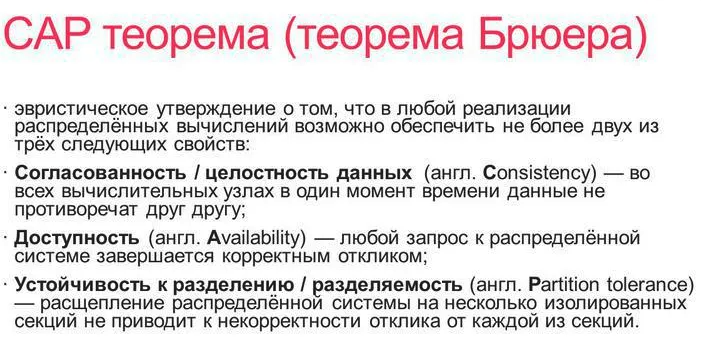 CAP теорема (теорема Брюера)
· эвристическое утверждение о том, что в любой реализации
распределённых вычислений возможно обеспечить не более двух из
трёх следующих свойств:
· Согласованность / целостность данных (англ. Consistency) — во
всех вычислительных узлах в один момент времени данные не
противоречат друг другу;
· Доступность (англ. Availability) — любой запрос к распределённой
системе завершается корректным откликом;
· Устойчивость к разделению / разделяемость (англ. Partition tolerance)
— расщепление распределённой системы на несколько изолированных
секций не приводит к некорректности отклика от каждой из секций.